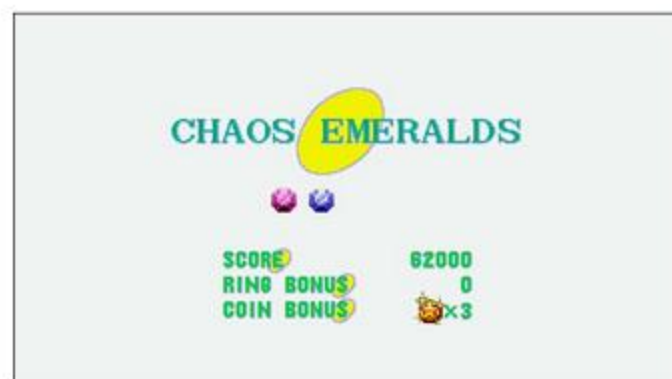 CHAOS EMERALDS
SCORE 62000
RING BONUS 0
COIN BONUS ×3